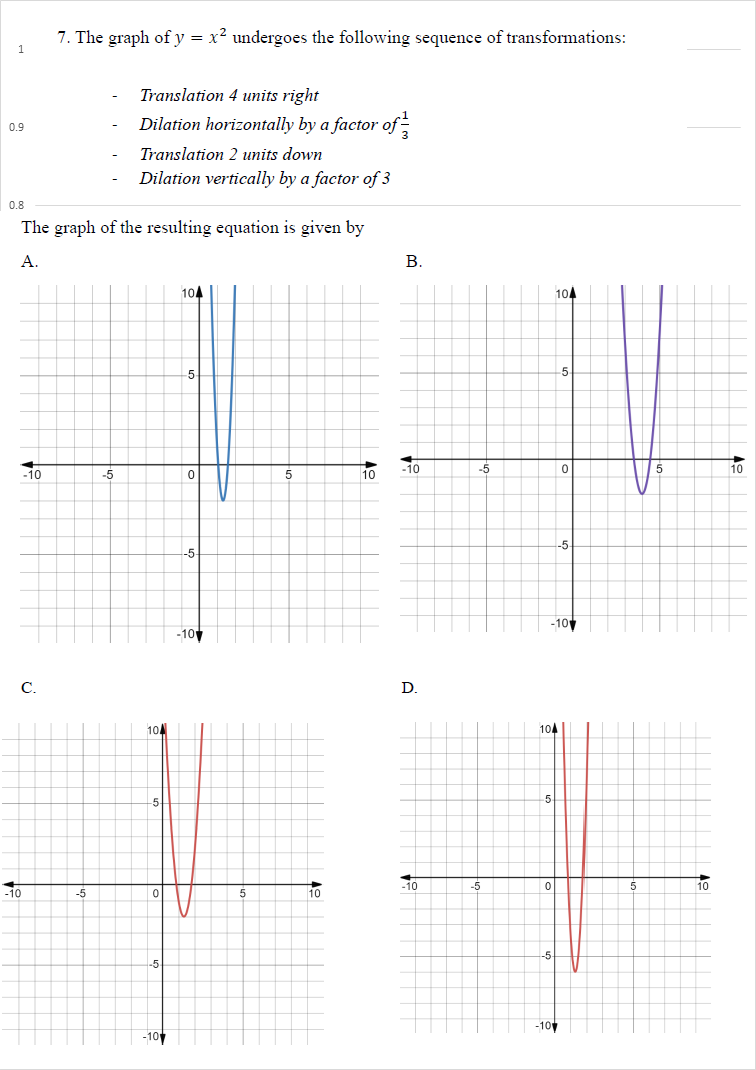 7. The graph of y = x² undergoes the following sequence of transformations:
1
- Translation 4 units right
- Dilation horizontally by a factor of 1/3
0.9
- Translation 2 units down
- Dilation vertically by a factor of 3
0.8
The graph of the resulting equation is given by
A. B.
10 10
5 5
-10 -5 0 5 10 -10 -5 0 5 10
-5 -5
-10 -10
C. D.
10 10
5 5
-10 -5 0 5 10 -10 -5 0 5 10
-5 -5
-10 -10